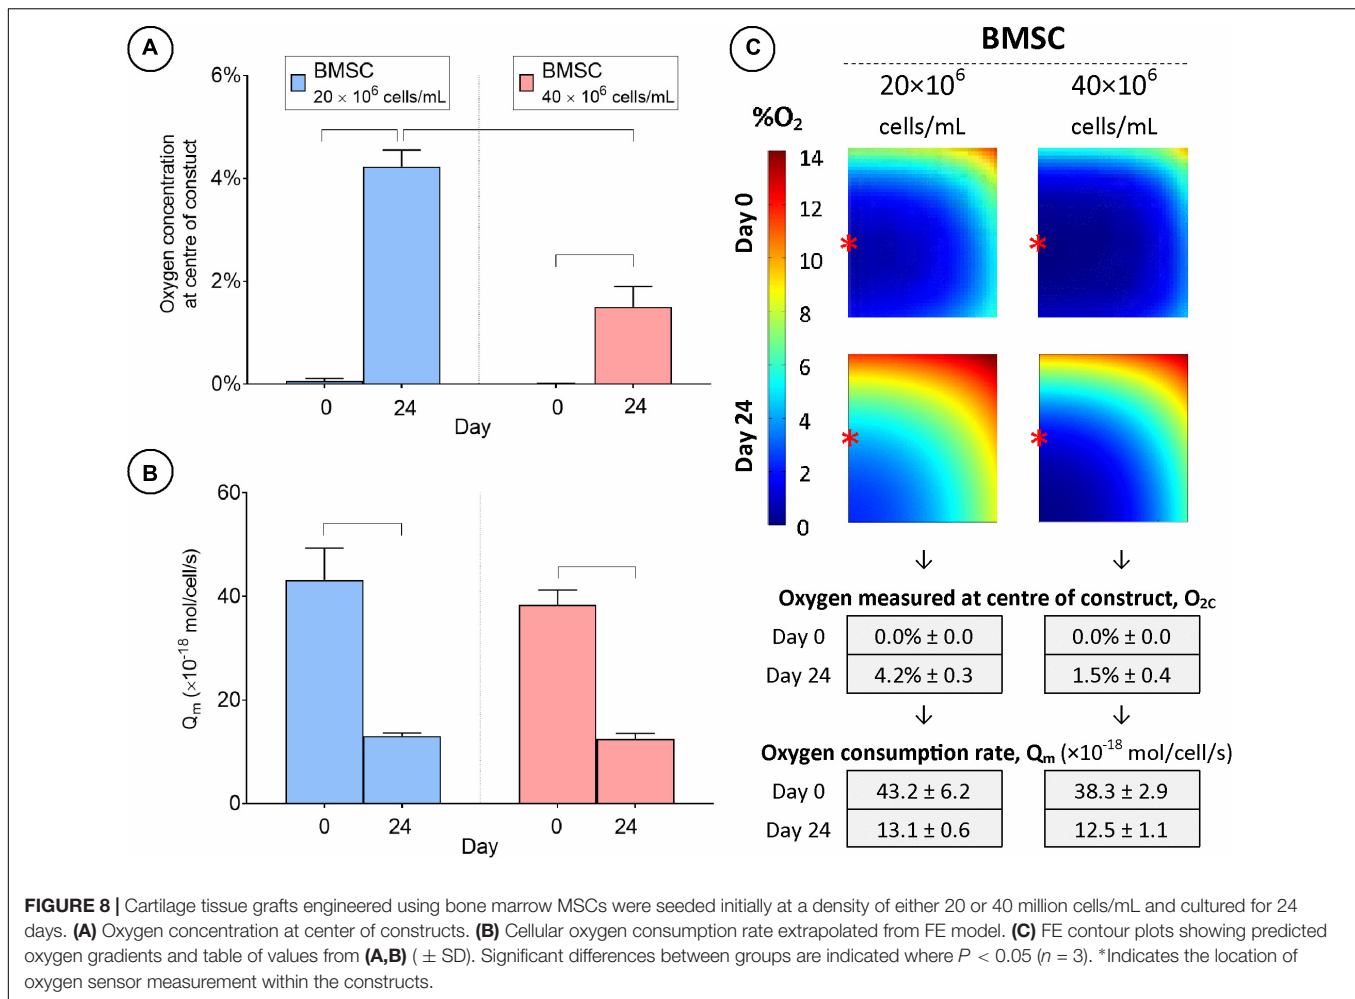 A
6%
4%
2%
0%
Oxygen concentration
at centre of constuct
BMSC
20 × 10⁶ cells/mL
BMSC
40 × 10⁶ cells/mL
0
24
0
24
Day
B
60
40
20
0
Qₘ (×10⁻¹⁸ mol/cell/s)
0
24
0
24
Day
C
BMSC
20×10⁶
cells/mL
40×10⁶
cells/mL
%O₂
14
12
10
8
6
4
2
0
Day 0
*
*
Day 24
*
*
↓ ↓
Oxygen measured at centre of construct, O₂C
Day 0 0.0% ± 0.0 0.0% ± 0.0
Day 24 4.2% ± 0.3 1.5% ± 0.4
↓ ↓
Oxygen consumption rate, Qₘ (×10⁻¹⁸ mol/cell/s)
Day 0 43.2 ± 6.2 38.3 ± 2.9
Day 24 13.1 ± 0.6 12.5 ± 1.1
FIGURE 8 | Cartilage tissue grafts engineered using bone marrow MSCs were seeded initially at a density of either 20 or 40 million cells/mL and cultured for 24
days. (A) Oxygen concentration at center of constructs. (B) Cellular oxygen consumption rate extrapolated from FE model. (C) FE contour plots showing predicted
oxygen gradients and table of values from (A,B) ( ± SD). Significant differences between groups are indicated where P < 0.05 (n = 3). *Indicates the location of
oxygen sensor measurement within the constructs.